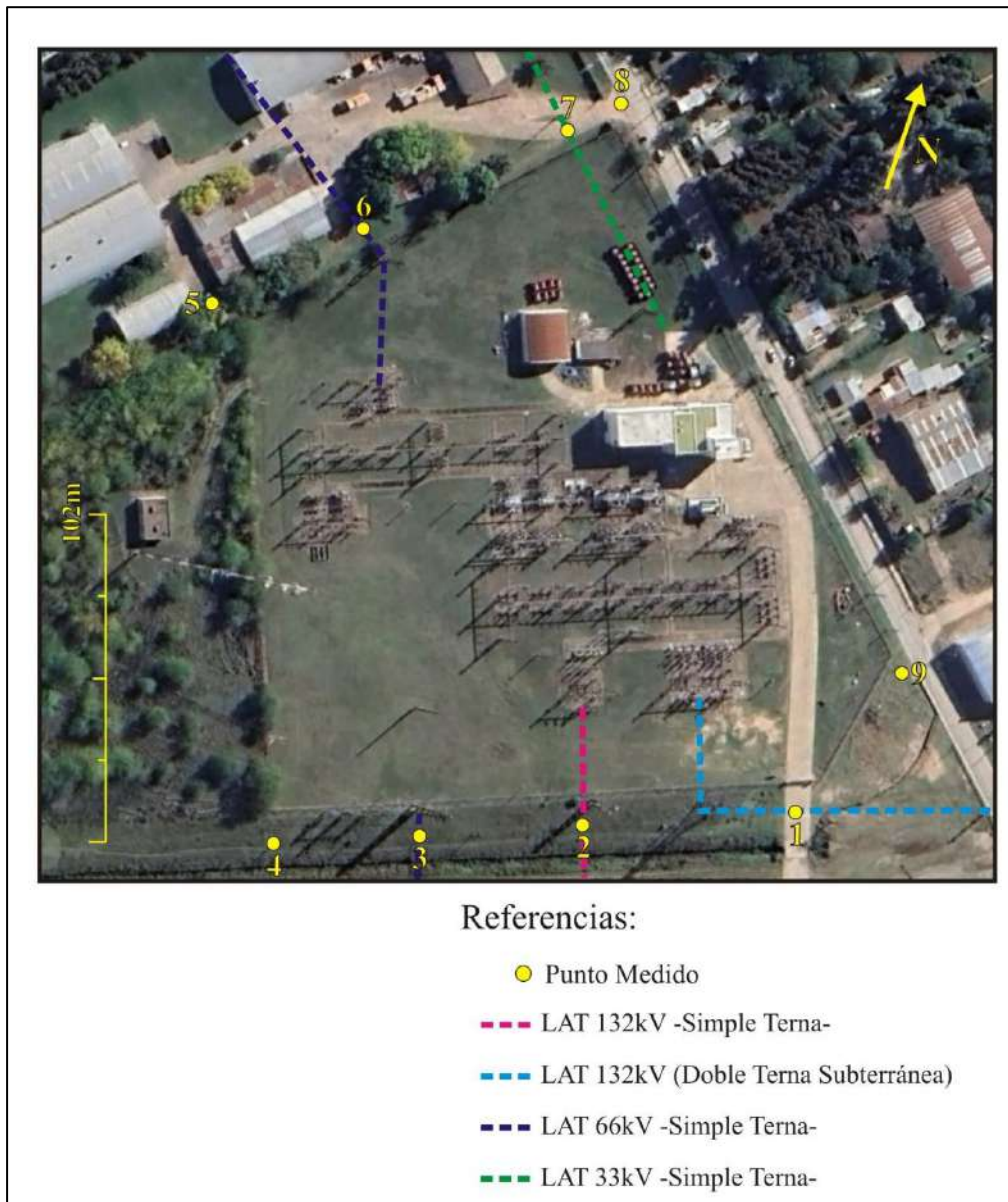 8
7
N
6
5
102m
9
1
2
3
4
Referencias:
Punto Medido
LAT 132kV -Simple Terna-
LAT 132kV (Doble Terna Subterránea)
LAT 66kV -Simple Terna-
LAT 33kV -Simple Terna-